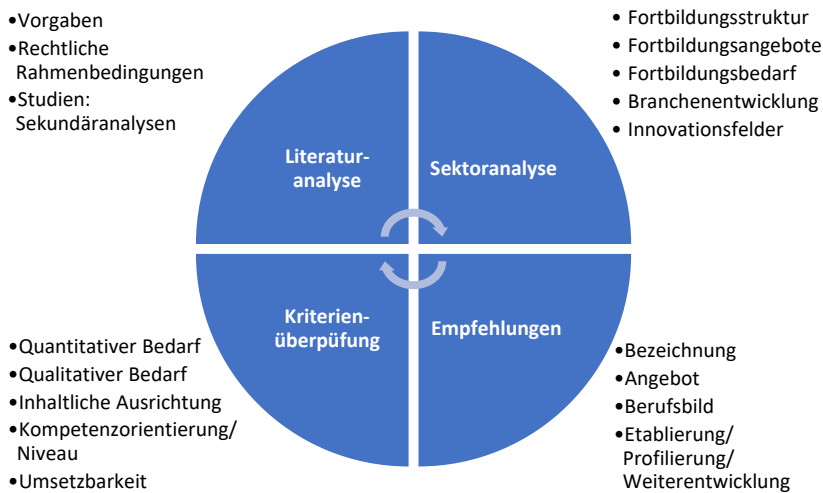 •Vorgaben
•Rechtliche
Rahmenbedingungen
•Studien:
Sekundäranalysen
• Fortbildungsstruktur
• Fortbildungsangebote
• Fortbildungsbedarf
• Branchenentwicklung
• Innovationsfelder
Literatur-
analyse
Sektoranalyse
Kriterien-
überpüfung
Empfehlungen
•Quantitativer Bedarf
•Qualitativer Bedarf
•Inhaltliche Ausrichtung
•Kompetenzorientierung/
Niveau
•Umsetzbarkeit
•Bezeichnung
•Angebot
•Berufsbild
•Etablierung/
Profilierung/
Weiterentwicklung